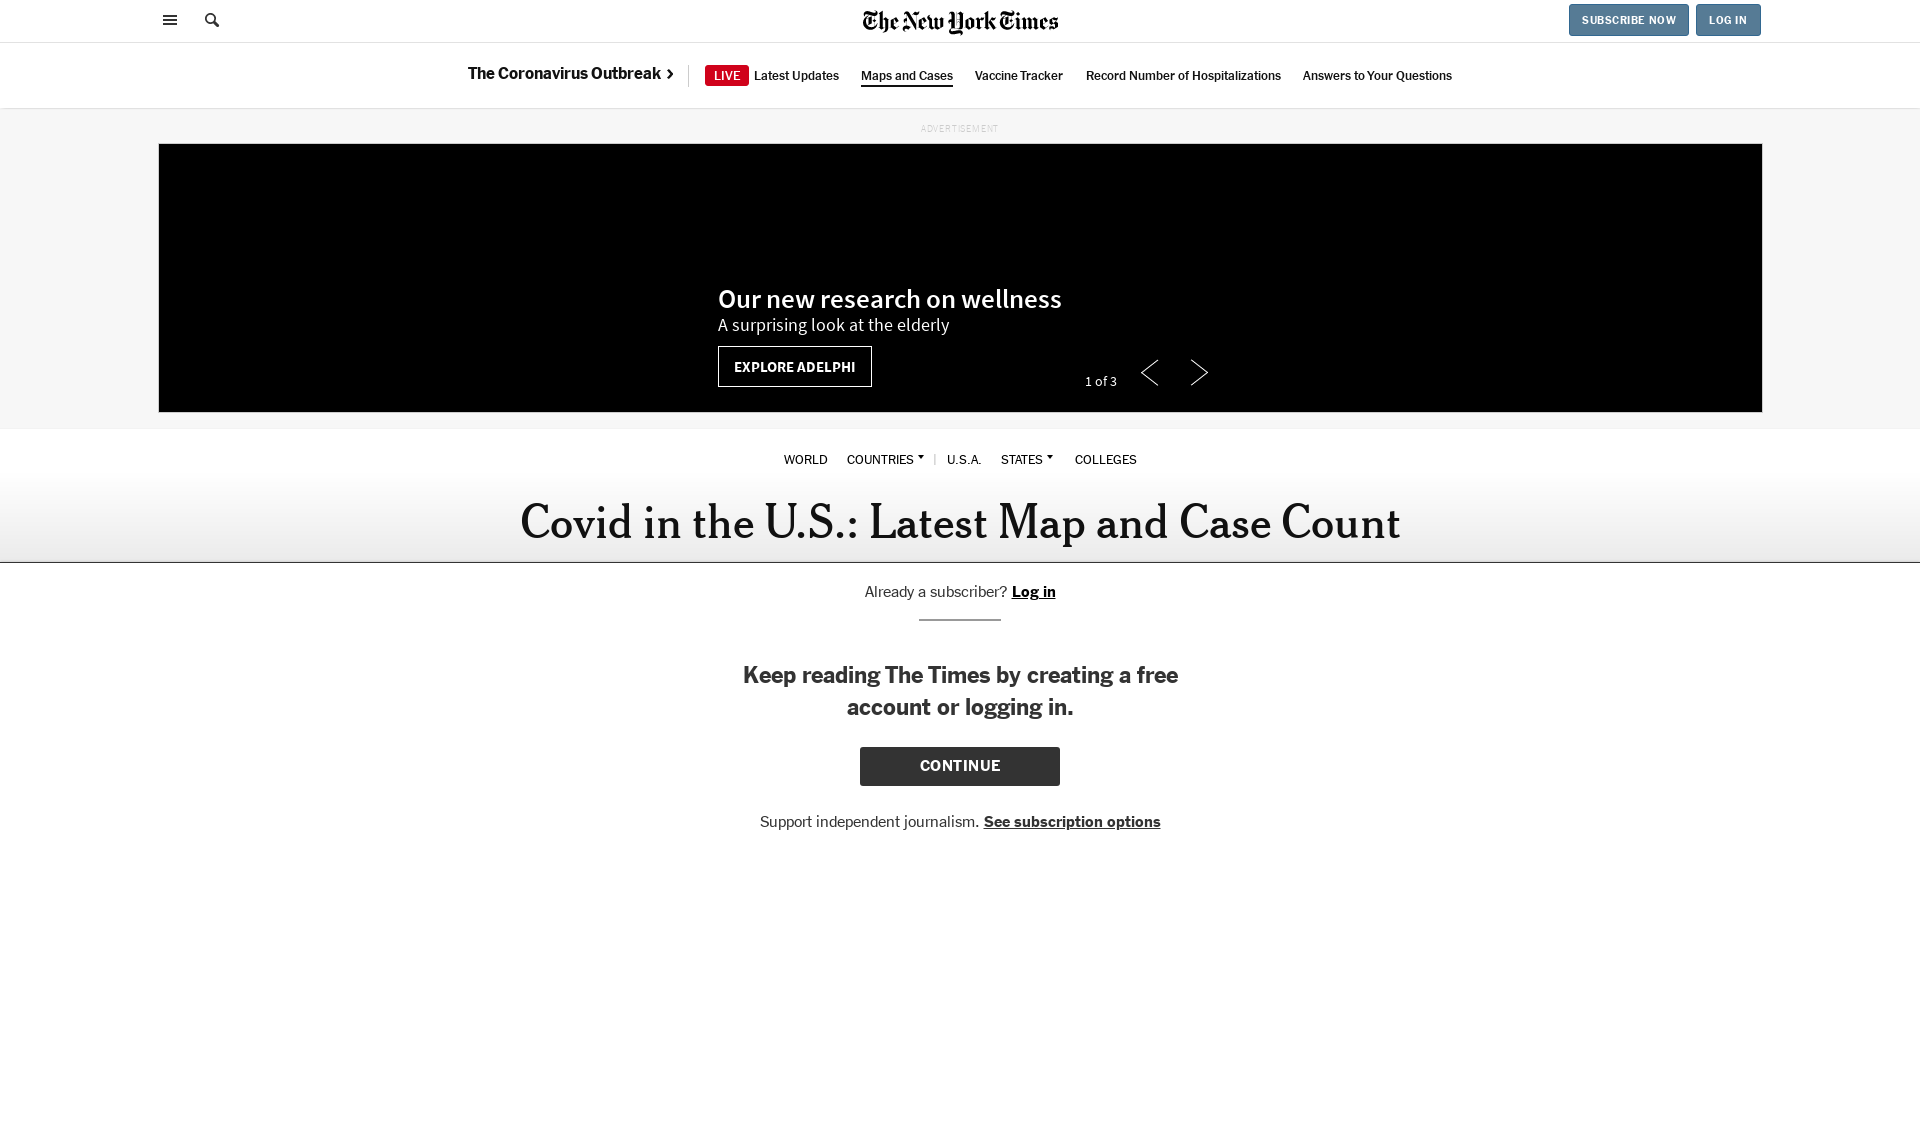 The New York Times
SUBSCRIBE NOW
LOG IN
The Coronavirus Outbreak
LIVE Latest Updates
Maps and Cases
Vaccine Tracker
Record Number of Hospitalizations
Answers to Your Questions
ADVERTISEMENT
Our new research on wellness
A surprising look at the elderly
EXPLORE ADELPHI
1 of 3
WORLD
COUNTRIES
U.S.A.
STATES
COLLEGES
Covid in the U.S.: Latest Map and Case Count
Already a subscriber? Log in
Keep reading The Times by creating a free
account or logging in.
CONTINUE
Support independent journalism. See subscription options